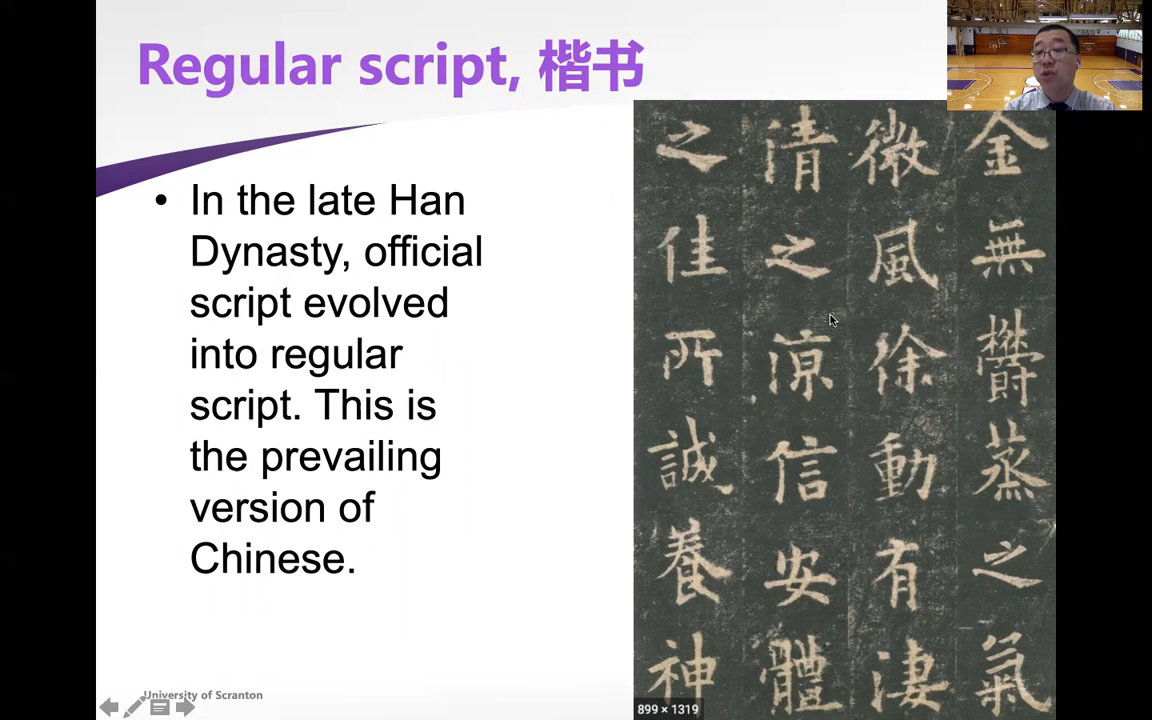 Regular script, 楷书
In the late Han
Dynasty, official
script evolved
into regular
script. This is
the prevailing
version of
Chinese.
金無欎蒸之氣
微風徐動有淒
清之涼信安體
之佳所誠養神
University of Scranton
899 × 1319